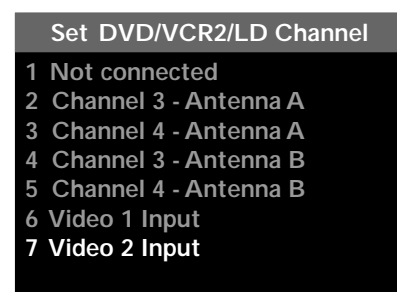 Set DVD/VCR2/LD Channel
1 Not connected
2 Channel 3 - Antenna A
3 Channel 4 - Antenna A
4 Channel 3 - Antenna B
5 Channel 4 - Antenna B
6 Video 1 Input
7 Video 2 Input